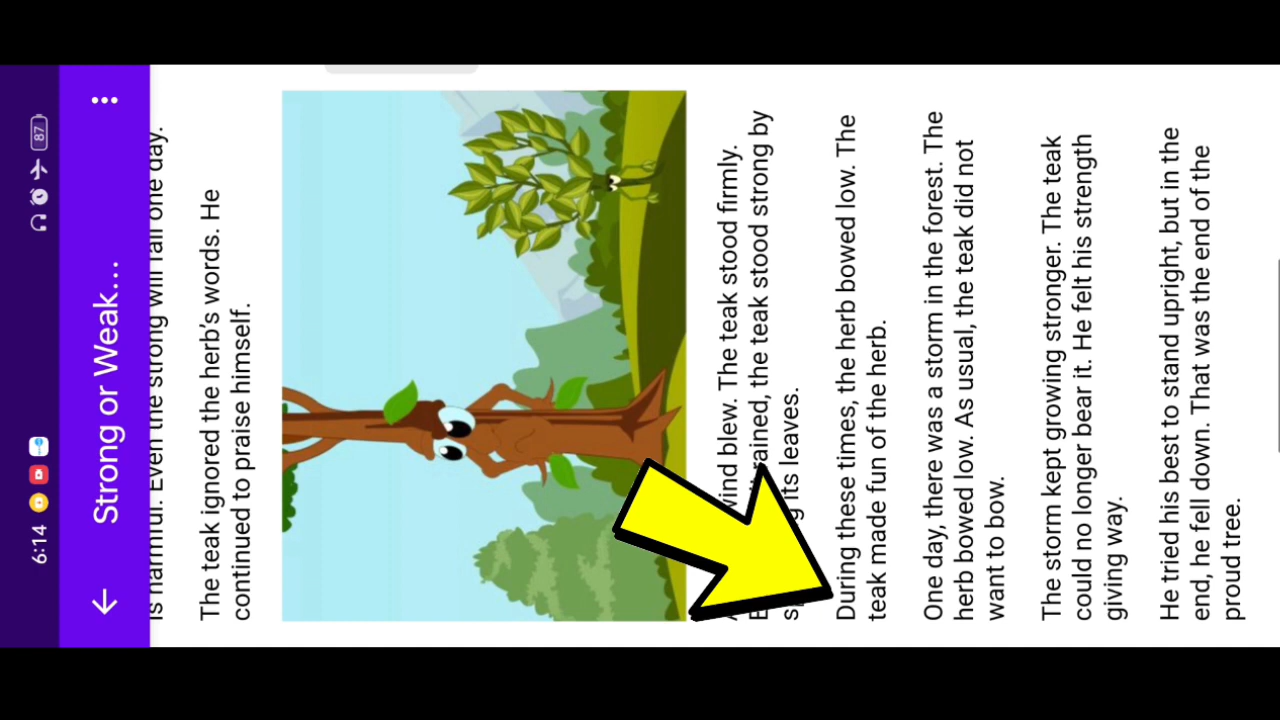 6:14
87
Strong or Weak...
is harmful. Even the strong will fall one day.
The teak ignored the herb's words. He
continued to praise himself.
wind blew. The teak stood firmly.
rained, the teak stood strong by
its leaves.
During these times, the herb bowed low. The
teak made fun of the herb.
One day, there was a storm in the forest. The
herb bowed low. As usual, the teak did not
want to bow.
The storm kept growing stronger. The teak
could no longer bear it. He felt his strength
giving way.
He tried his best to stand upright, but in the
end, he fell down. That was the end of the
proud tree.